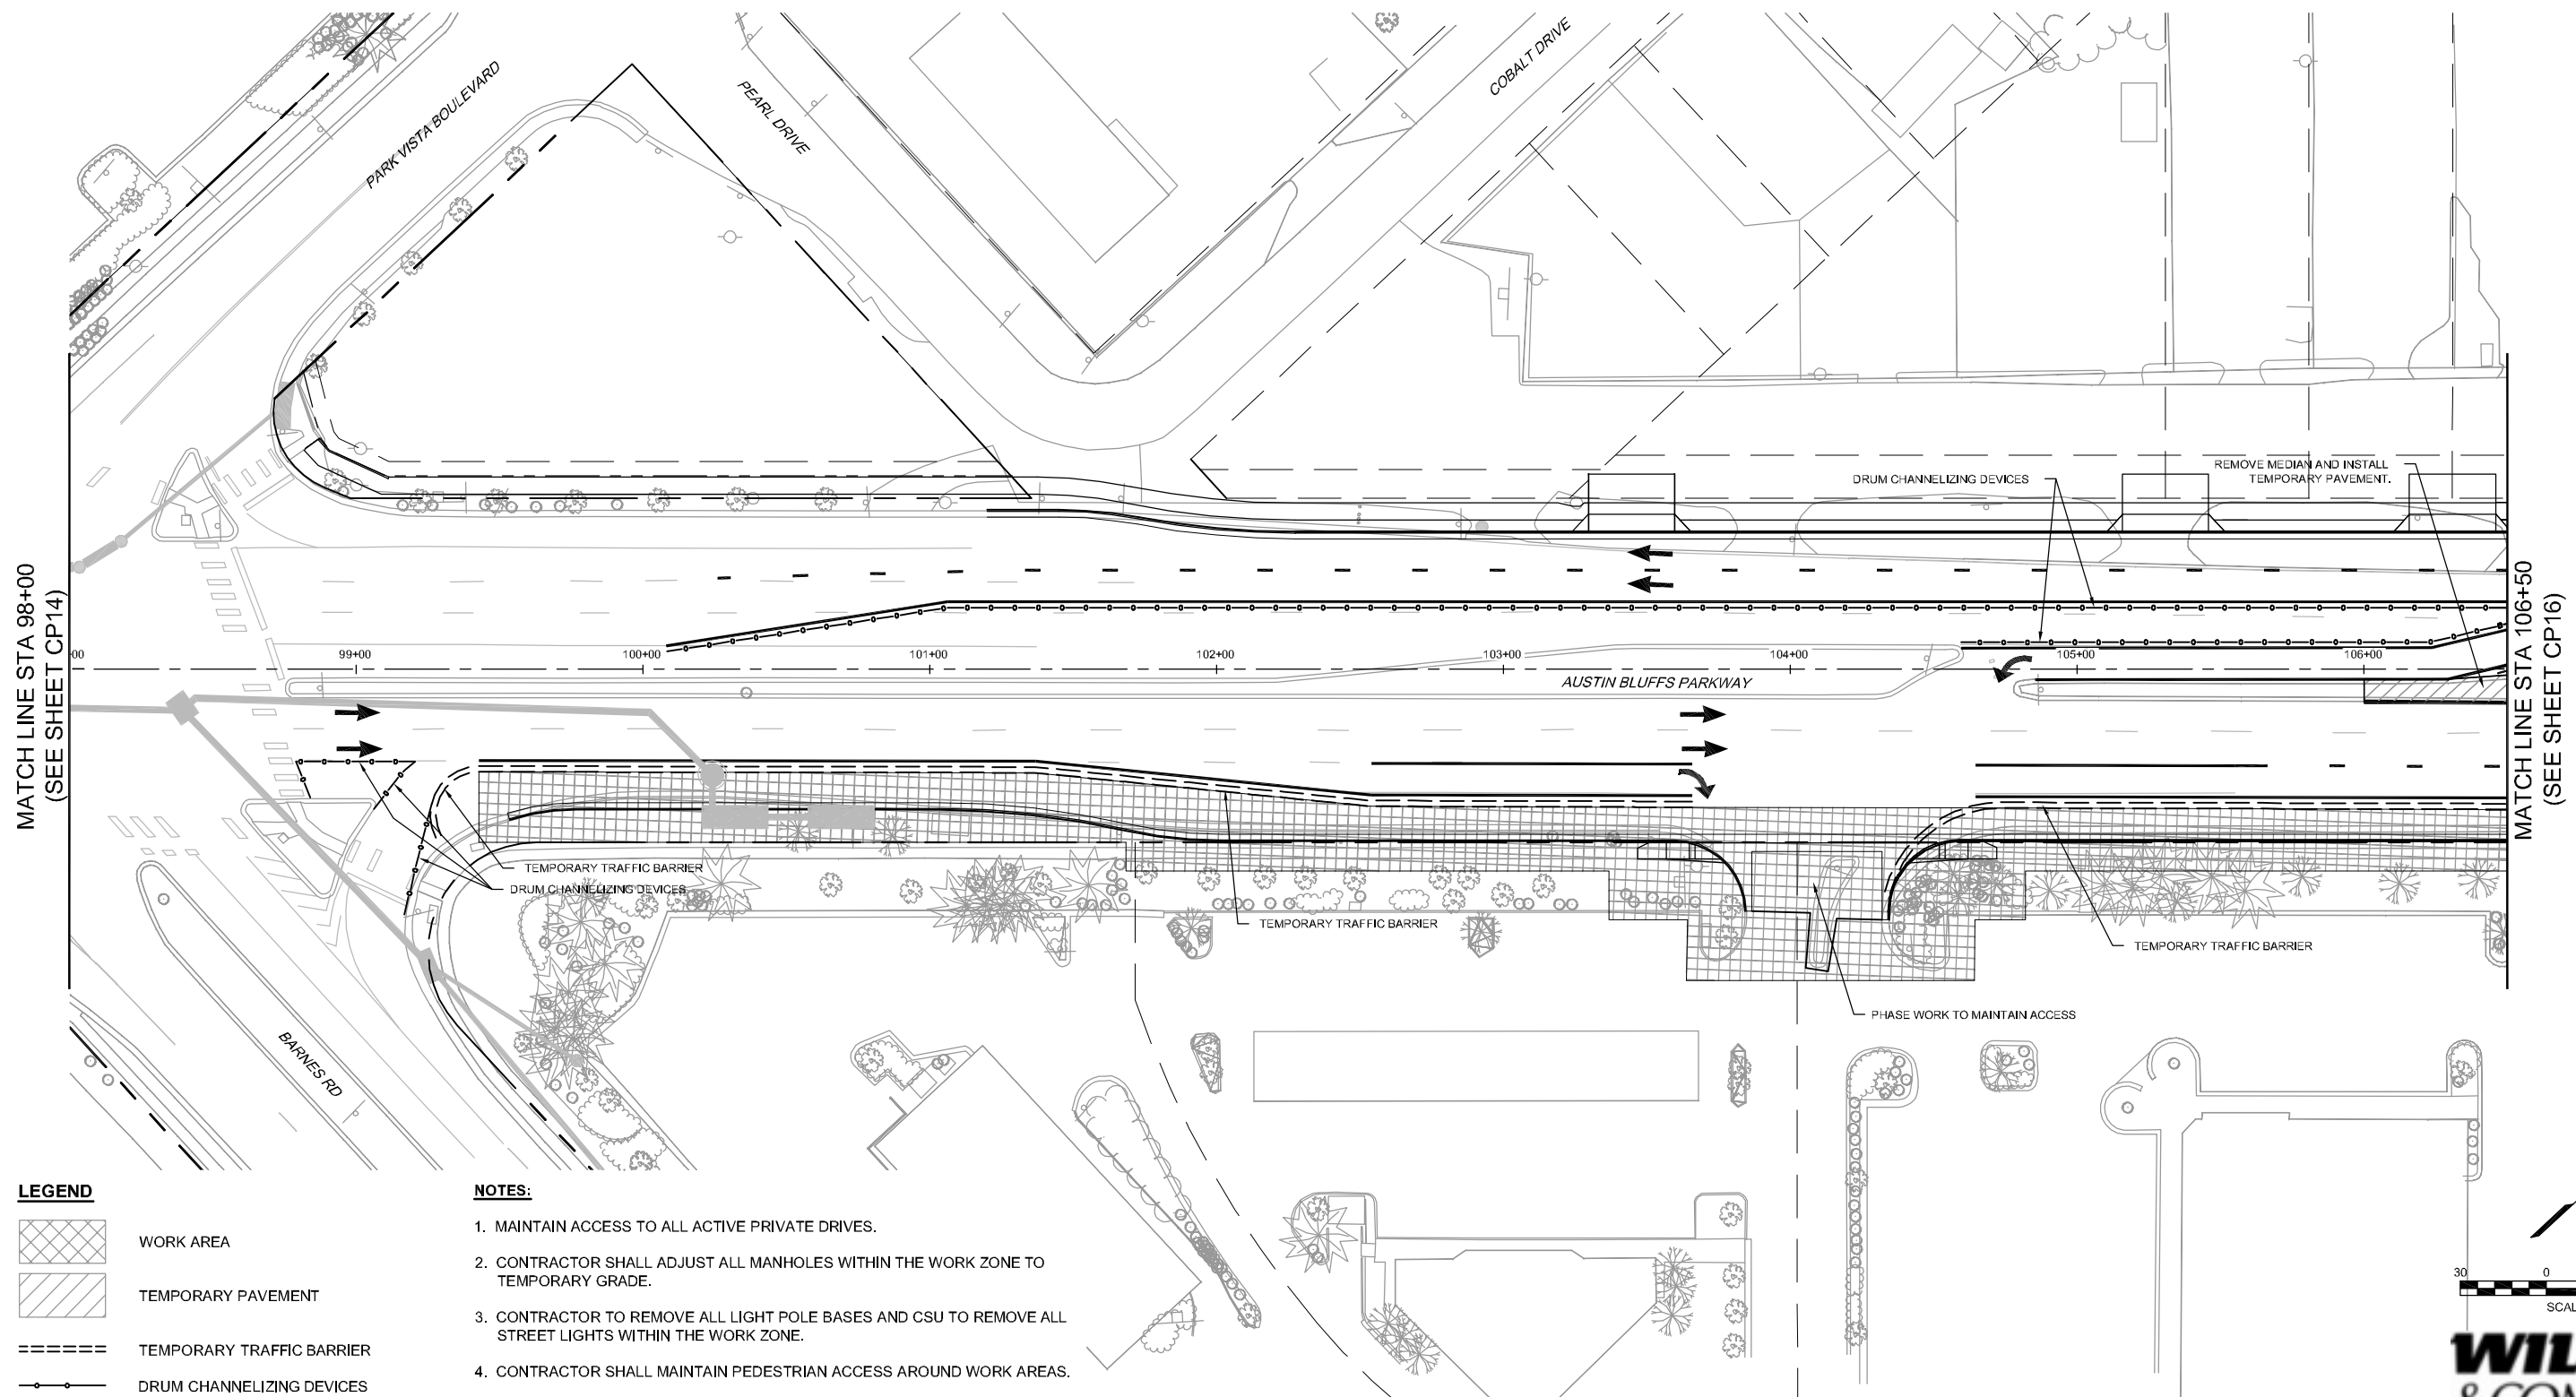 PARK VISTA BOULEVARD
PEARL DRIVE
COBALT DRIVE
DRUM CHANNELIZING DEVICES
REMOVE MEDIAN AND INSTALL
TEMPORARY PAVEMENT.
MATCH LINE STA 98+00
(SEE SHEET CP14)
MATCH LINE STA 106+50
(SEE SHEET CP16)
00
99+00
100+00
101+00
102+00
103+00
104+00
105+00
106+00
AUSTIN BLUFFS PARKWAY
TEMPORARY TRAFFIC BARRIER
DRUM CHANNELIZING DEVICES
TEMPORARY TRAFFIC BARRIER
TEMPORARY TRAFFIC BARRIER
PHASE WORK TO MAINTAIN ACCESS
BARNES RD
LEGEND
WORK AREA
TEMPORARY PAVEMENT
TEMPORARY TRAFFIC BARRIER
DRUM CHANNELIZING DEVICES
NOTES:
1. MAINTAIN ACCESS TO ALL ACTIVE PRIVATE DRIVES.
2. CONTRACTOR SHALL ADJUST ALL MANHOLES WITHIN THE WORK ZONE TO
TEMPORARY GRADE.
3. CONTRACTOR TO REMOVE ALL LIGHT POLE BASES AND CSU TO REMOVE ALL
STREET LIGHTS WITHIN THE WORK ZONE.
4. CONTRACTOR SHALL MAINTAIN PEDESTRIAN ACCESS AROUND WORK AREAS.
30 0